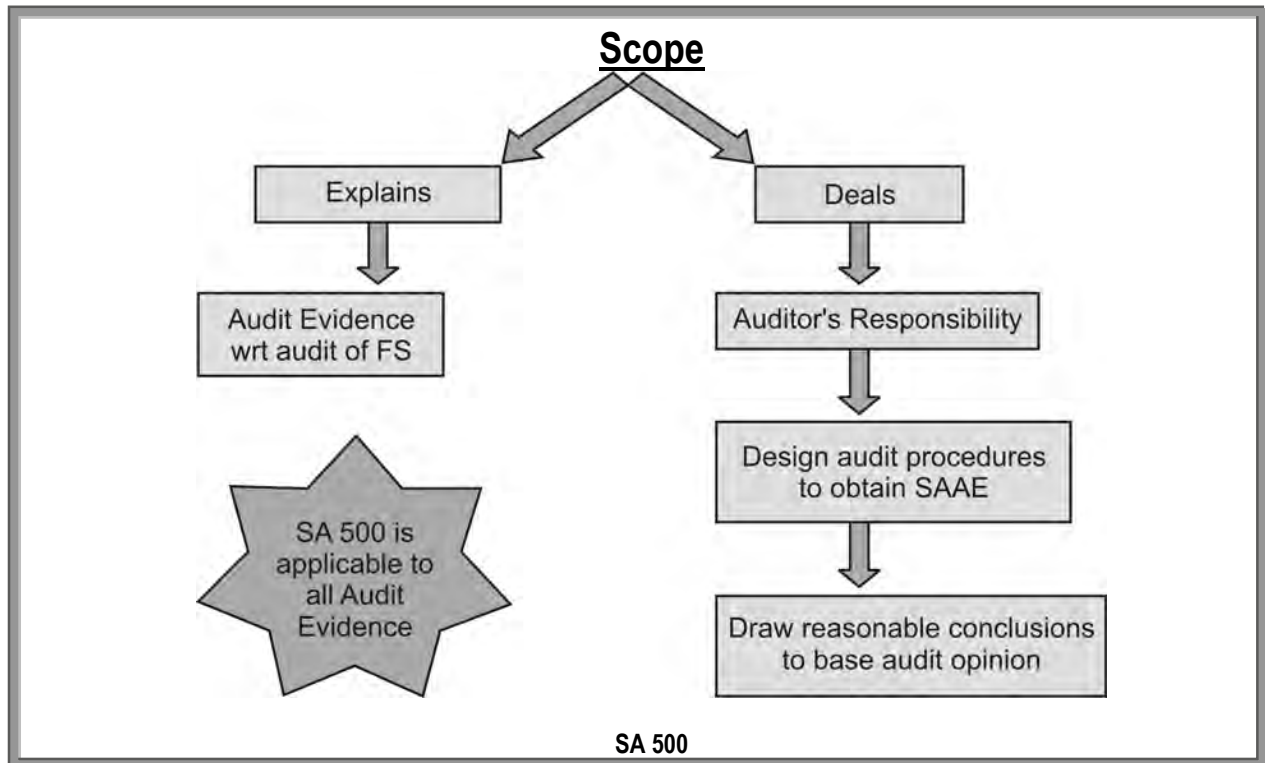 Scope
Explains
Deals
Audit Evidence
wrt audit of FS
Auditor's Responsibility
SA 500 is
applicable to
all Audit
Evidence
Design audit procedures
to obtain SAAE
Draw reasonable conclusions
to base audit opinion
SA 500